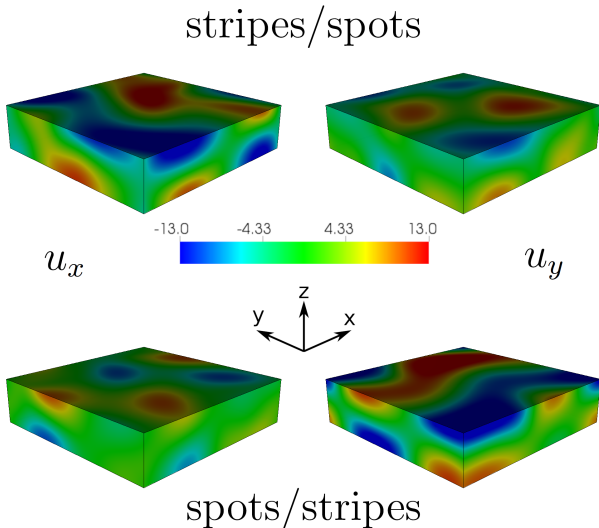 stripes/spots
-13.0 -4.33 4.33 13.0
u_x u_y
z
y x
spots/stripes